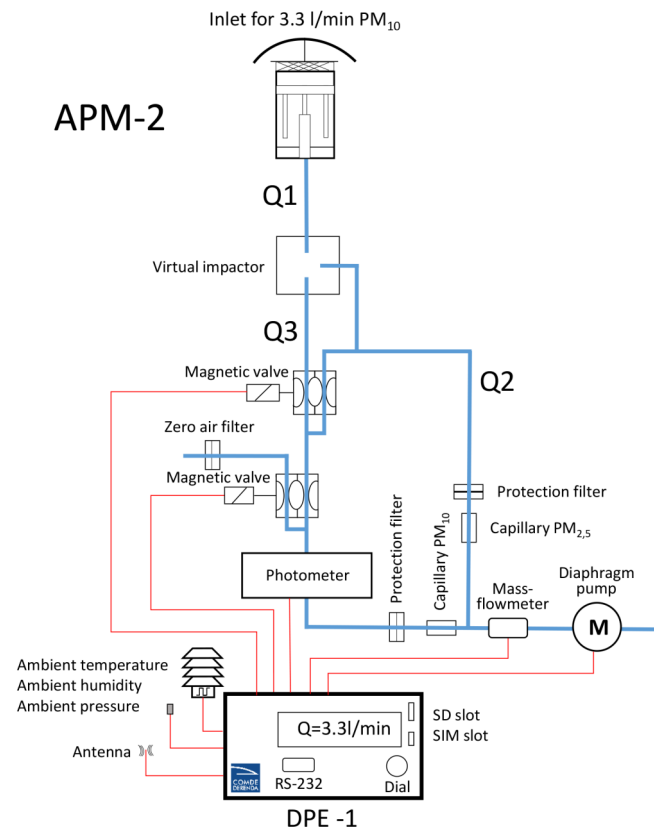 Inlet for 3.3 l/min PM10
APM-2
Q1
Virtual impactor
Q3
Magnetic valve
Q2
Zero air filter
Magnetic valve
Protection filter
Capillary PM2,5
Protection filter
Capillary PM10
Photometer
Mass-
flowmeter
Diaphragm
pump
M
Ambient temperature
Ambient humidity
Ambient pressure
Antenna
Q=3.3l/min
SD slot
SIM slot
COMDE
DERENDA
RS-232
Dial
DPE -1